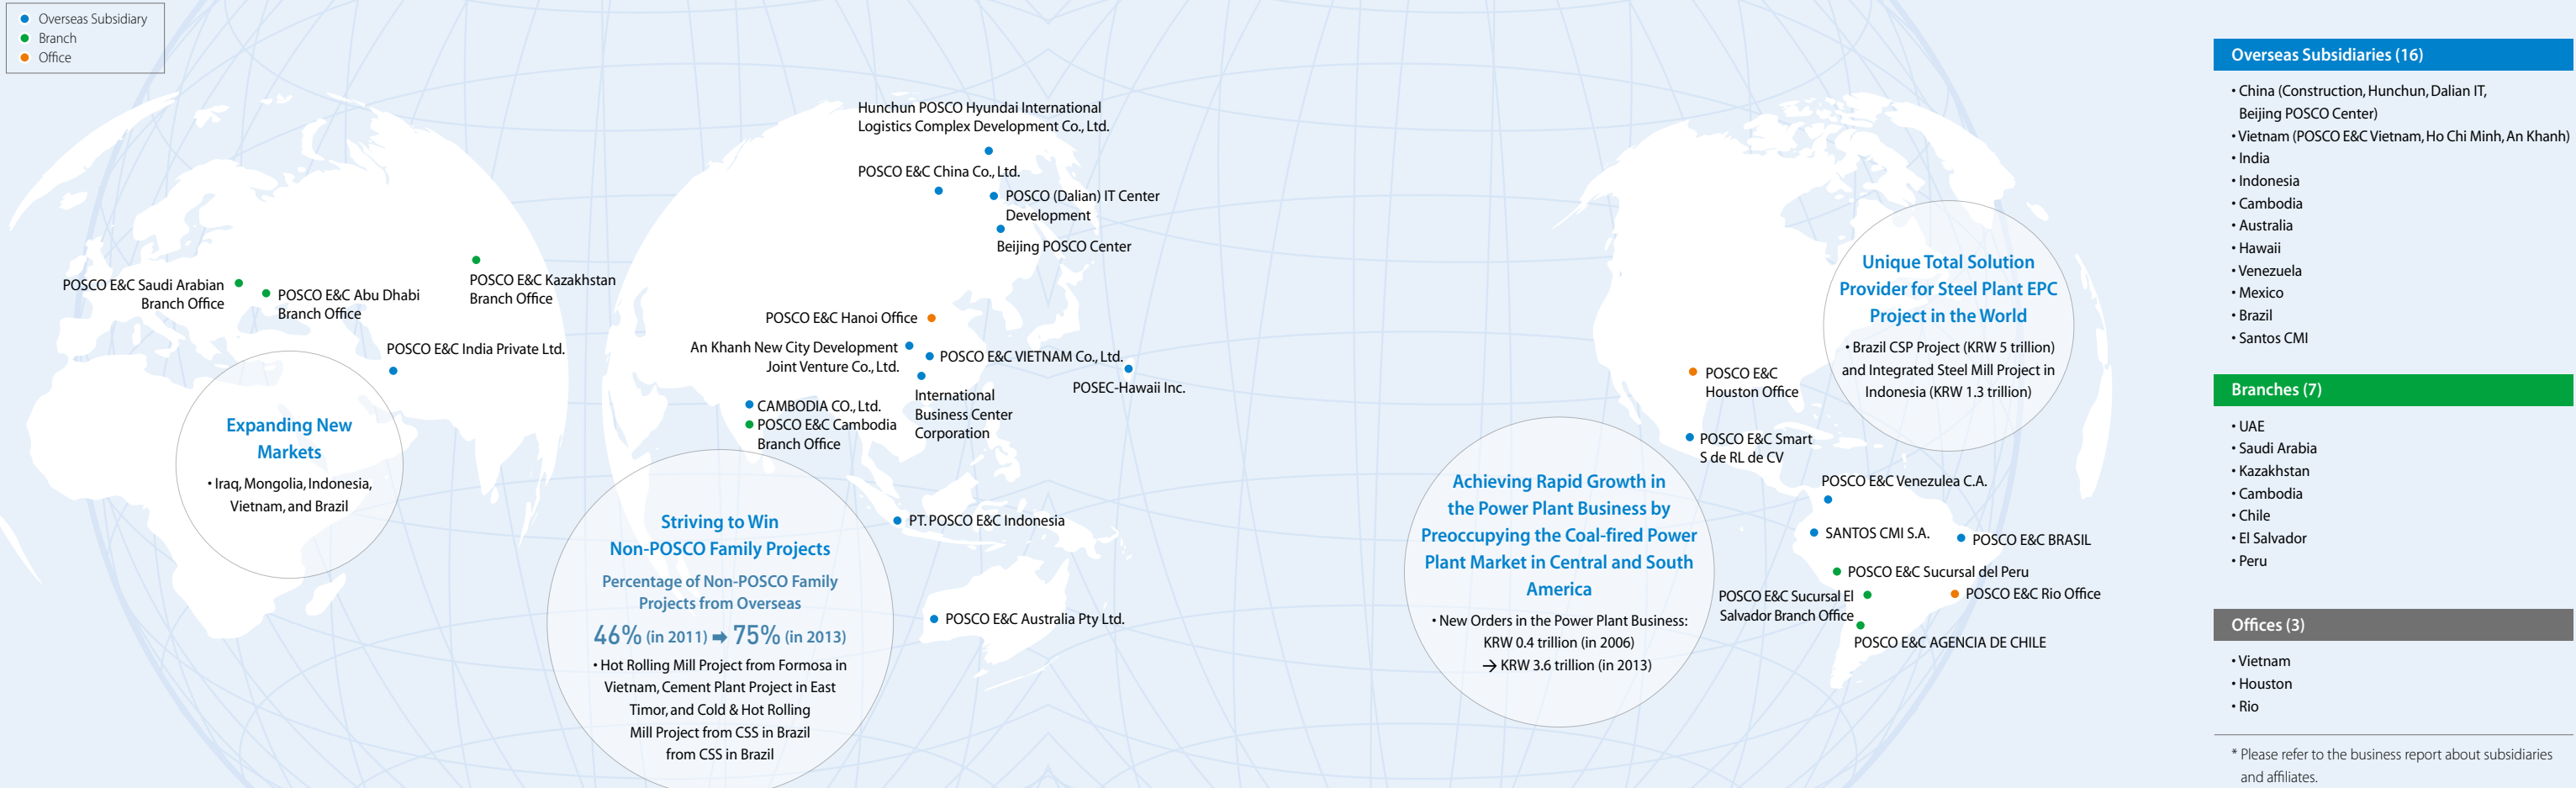 Overseas Subsidiary
Branch
Office
POSCO E&C Saudi Arabian
Branch Office
POSCO E&C Abu Dhabi
Branch Office
POSCO E&C Kazakhstan
Branch Office
POSCO E&C India Private Ltd.
Expanding New
Markets
• Iraq, Mongolia, Indonesia,
Vietnam, and Brazil
Hunchun POSCO Hyundai International
Logistics Complex Development Co., Ltd.
POSCO E&C China Co., Ltd.
POSCO (Dalian) IT Center
Development
Beijing POSCO Center
POSCO E&C Hanoi Office
An Khanh New City Development
Joint Venture Co., Ltd.
POSCO E&C VIETNAM Co., Ltd.
International
Business Center
Corporation
POSEC-Hawaii Inc.
CAMBODIA CO., Ltd.
POSCO E&C Cambodia
Branch Office
Striving to Win
Non-POSCO Family Projects
Percentage of Non-POSCO Family
Projects from Overseas
46% (in 2011) ➡ 75% (in 2013)
• Hot Rolling Mill Project from Formosa in
Vietnam, Cement Plant Project in East
Timor, and Cold & Hot Rolling
Mill Project from CSS in Brazil
from CSS in Brazil
PT. POSCO E&C Indonesia
POSCO E&C Australia Pty Ltd.
Achieving Rapid Growth in
the Power Plant Business by
Preoccupying the Coal-fired Power
Plant Market in Central and South
America
• New Orders in the Power Plant Business:
KRW 0.4 trillion (in 2006)
→ KRW 3.6 trillion (in 2013)
Unique Total Solution
Provider for Steel Plant EPC
Project in the World
• Brazil CSP Project (KRW 5 trillion)
and Integrated Steel Mill Project in
Indonesia (KRW 1.3 trillion)
POSCO E&C
Houston Office
POSCO E&C Smart
S de RL de CV
POSCO E&C Venezulea C.A.
SANTOS CMI S.A.
POSCO E&C BRASIL
POSCO E&C Sucursal del Peru
POSCO E&C Sucursal El
Salvador Branch Office
POSCO E&C Rio Office
POSCO E&C AGENCIA DE CHILE
Overseas Subsidiaries (16)
• China (Construction, Hunchun, Dalian IT,
Beijing POSCO Center)
• Vietnam (POSCO E&C Vietnam, Ho Chi Minh, An Khanh)
• India
• Indonesia
• Cambodia
• Australia
• Hawaii
• Venezuela
• Mexico
• Brazil
• Santos CMI
Branches (7)
• UAE
• Saudi Arabia
• Kazakhstan
• Cambodia
• Chile
• El Salvador
• Peru
Offices (3)
• Vietnam
• Houston
• Rio
* Please refer to the business report about subsidiaries
and affiliates.